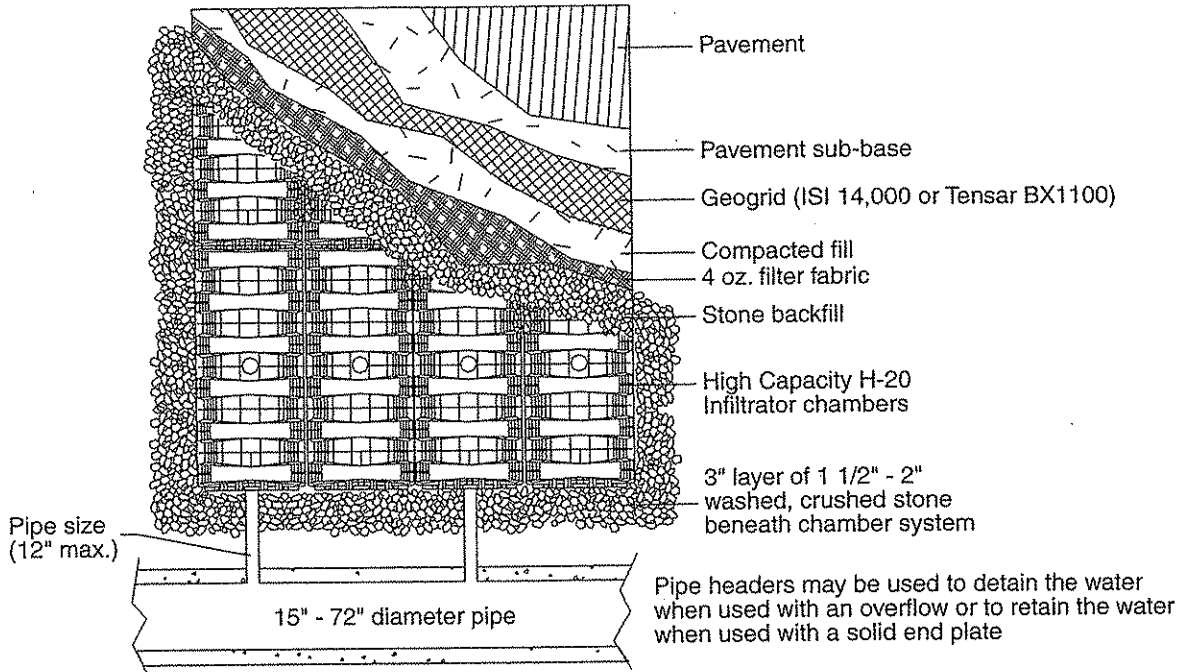 Pavement
Pavement sub-base
Geogrid (ISI 14,000 or Tensar BX1100)
Compacted fill
4 oz. filter fabric
Stone backfill
High Capacity H-20
Infiltrator chambers
3" layer of 1 1/2" - 2"
washed, crushed stone
beneath chamber system
Pipe size
(12" max.)
15" - 72" diameter pipe
Pipe headers may be used to detain the water
when used with an overflow or to retain the water
when used with a solid end plate